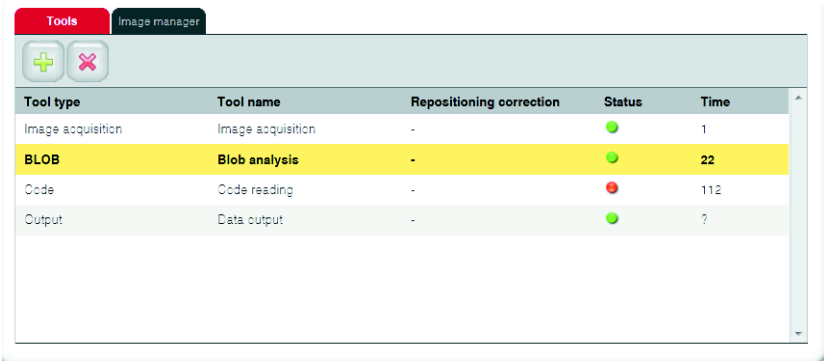 Tools Image manager
Tool type Tool name Repositioning correction Status Time
Image acquisition Image acquisition - 1
BLOB Blob analysis - 22
Code Code reading - 112
Output Data output - ?